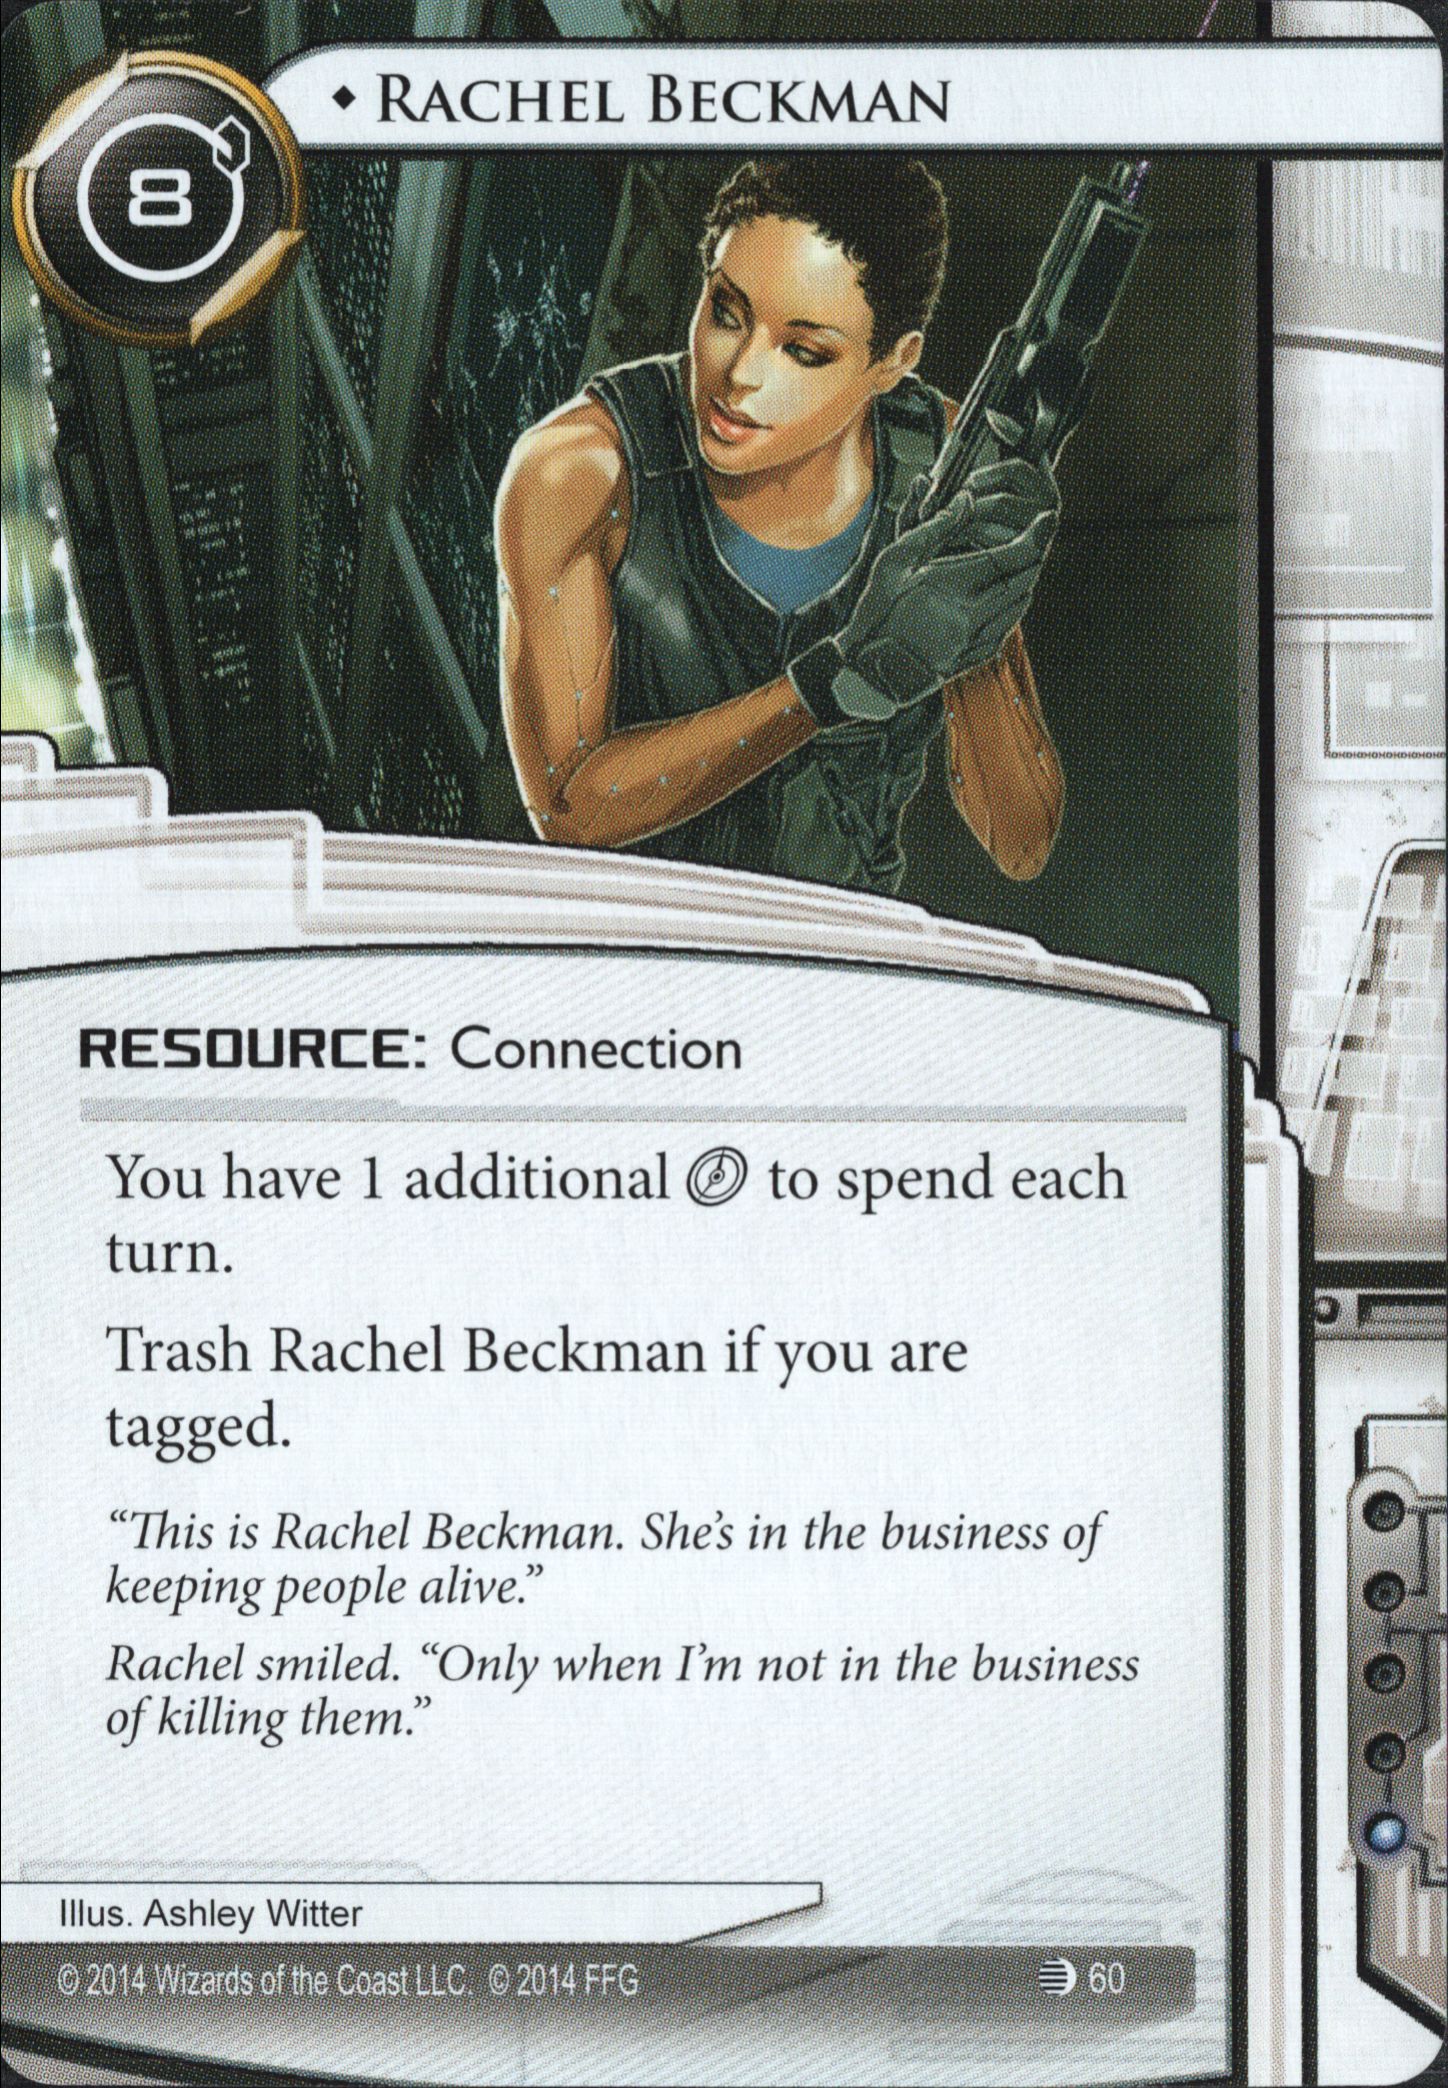 ◆ RACHEL BECKMAN
8
RESOURCE: Connection
You have 1 additional to spend each
turn.
Trash Rachel Beckman if you are
tagged.
“This is Rachel Beckman. She’s in the business of
keeping people alive.”
Rachel smiled. “Only when I’m not in the business
of killing them.”
Illus. Ashley Witter
© 2014 Wizards of the Coast LLC. © 2014 FFG
60